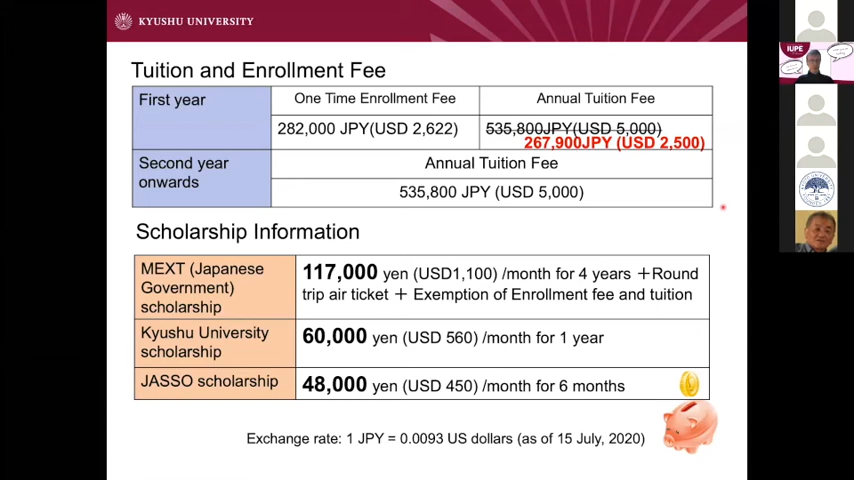 KYUSHU UNIVERSITY
IUPE
Tuition and Enrollment Fee
First year
One Time Enrollment Fee
Annual Tuition Fee
282,000 JPY(USD 2,622)
535,800JPY(USD 5,000)
267,900JPY (USD 2,500)
Second year
onwards
Annual Tuition Fee
535,800 JPY (USD 5,000)
Scholarship Information
MEXT (Japanese
Government)
scholarship
117,000 yen (USD1,100) /month for 4 years ＋Round
trip air ticket ＋ Exemption of Enrollment fee and tuition
Kyushu University
scholarship
60,000 yen (USD 560) /month for 1 year
JASSO scholarship
48,000 yen (USD 450) /month for 6 months
Exchange rate: 1 JPY = 0.0093 US dollars (as of 15 July, 2020)